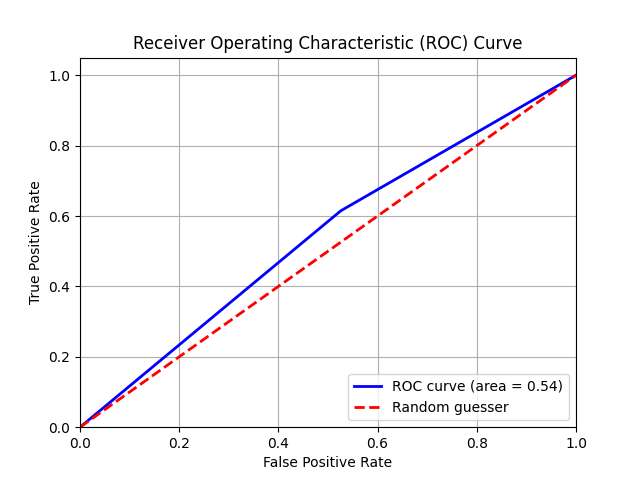 Receiver Operating Characteristic (ROC) Curve
1.0
0.8
0.6
0.4
0.2
0.0
True Positive Rate
ROC curve (area = 0.54)
Random guesser
0.0 0.2 0.4 0.6 0.8 1.0
False Positive Rate